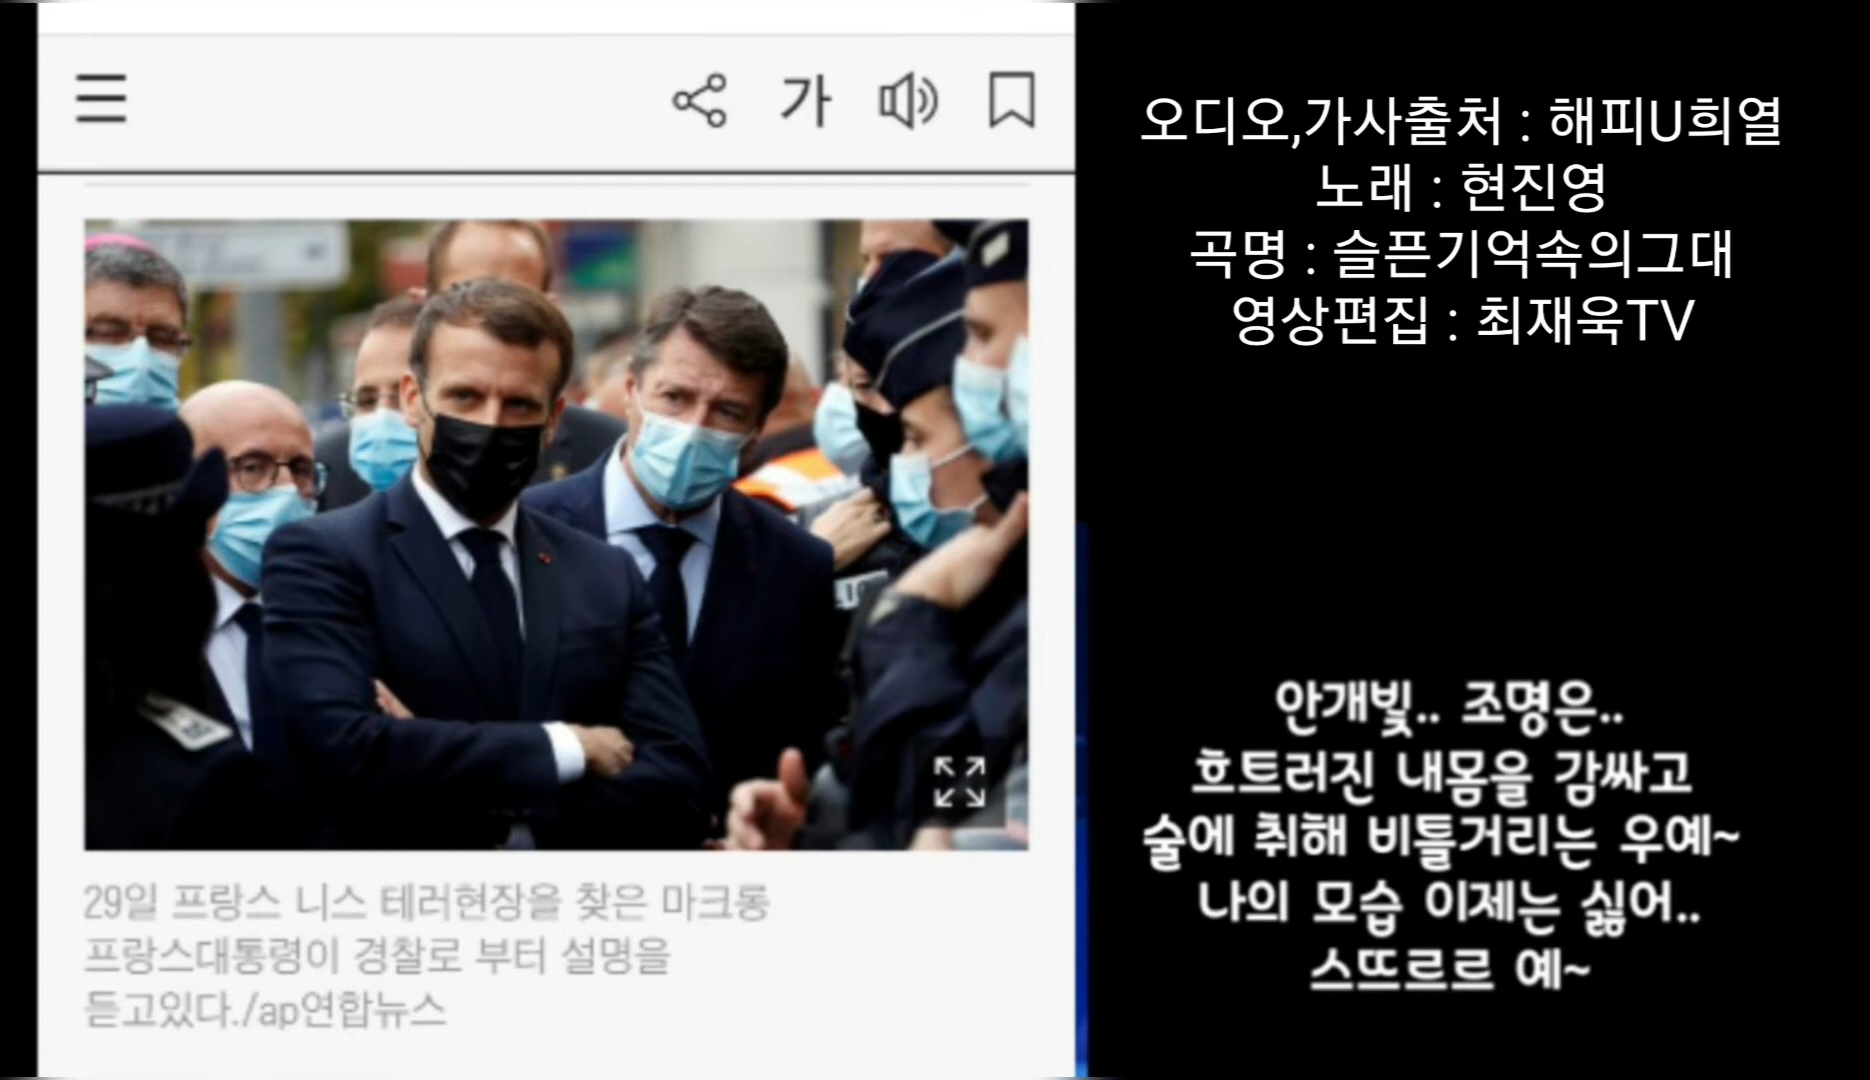 가
29일 프랑스 니스 테러현장을 찾은 마크롱
프랑스대통령이 경찰로 부터 설명을
듣고있다./ap연합뉴스
오디오,가사출처 : 해피U희열
노래 : 현진영
곡명 : 슬픈기억속의그대
영상편집 : 최재욱TV
안개빛.. 조명은..
흐트러진 내몸을 감싸고
술에 취해 비틀거리는 우예~
나의 모습 이제는 싫어..
스뜨르르 예~